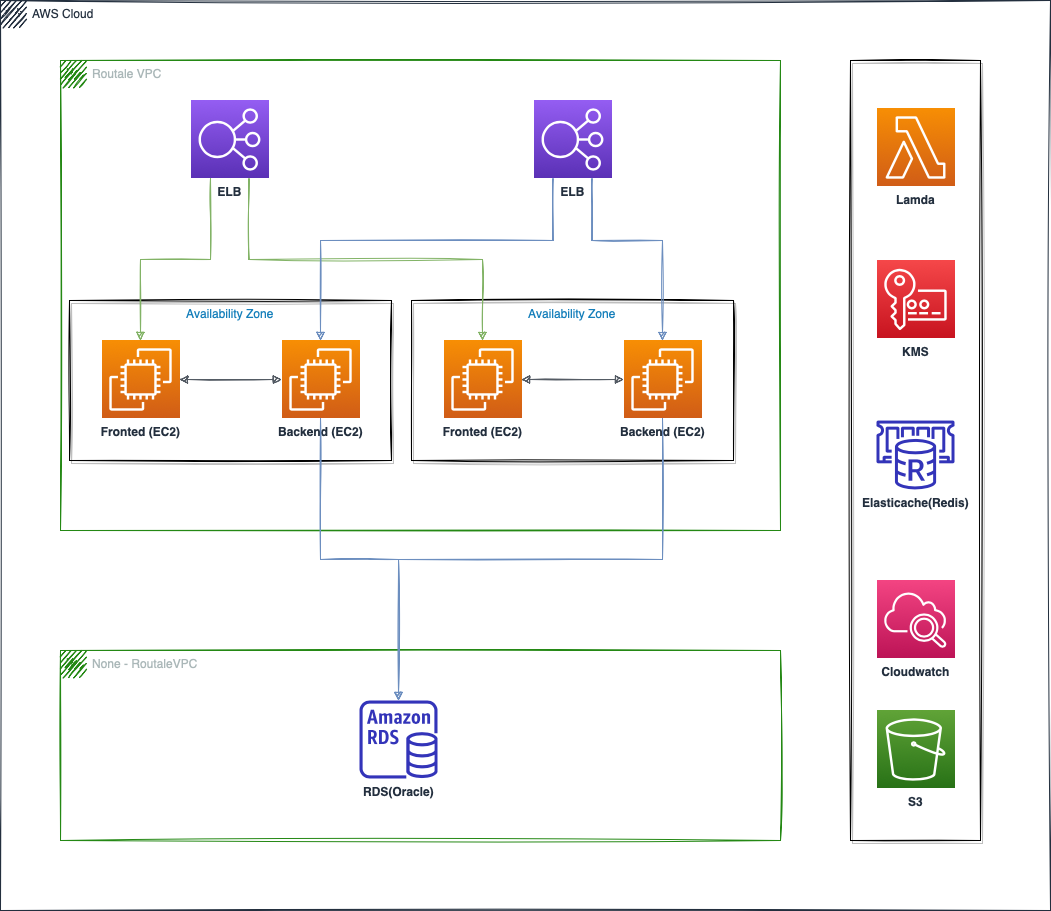 AWS Cloud
Routale VPC
ELB
ELB
Availability Zone
Availability Zone
Fronted (EC2)
Backend (EC2)
Fronted (EC2)
Backend (EC2)
None - RoutaleVPC
Amazon
RDS
RDS(Oracle)
Lamda
KMS
R
Elasticache(Redis)
Cloudwatch
S3